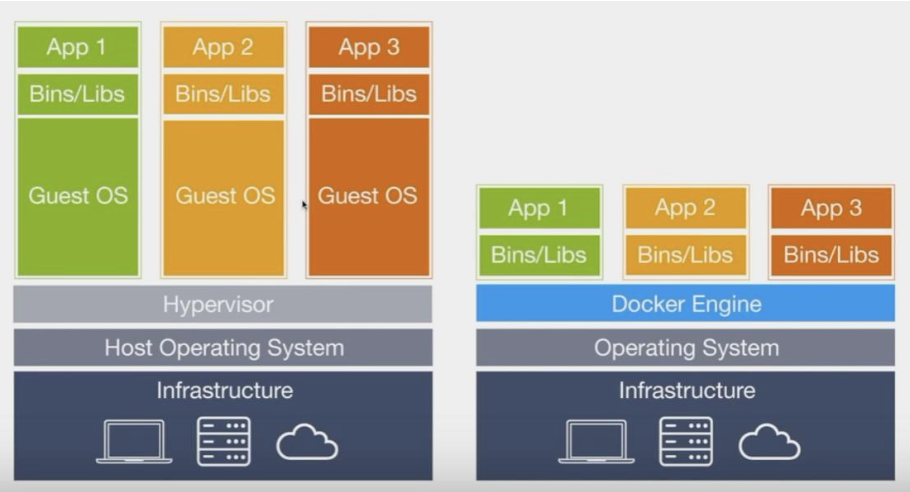 App 1
App 2
App 3
Bins/Libs
Bins/Libs
Bins/Libs
Guest OS
Guest OS
Guest OS
Hypervisor
Host Operating System
Infrastructure
App 1
App 2
App 3
Bins/Libs
Bins/Libs
Bins/Libs
Docker Engine
Operating System
Infrastructure